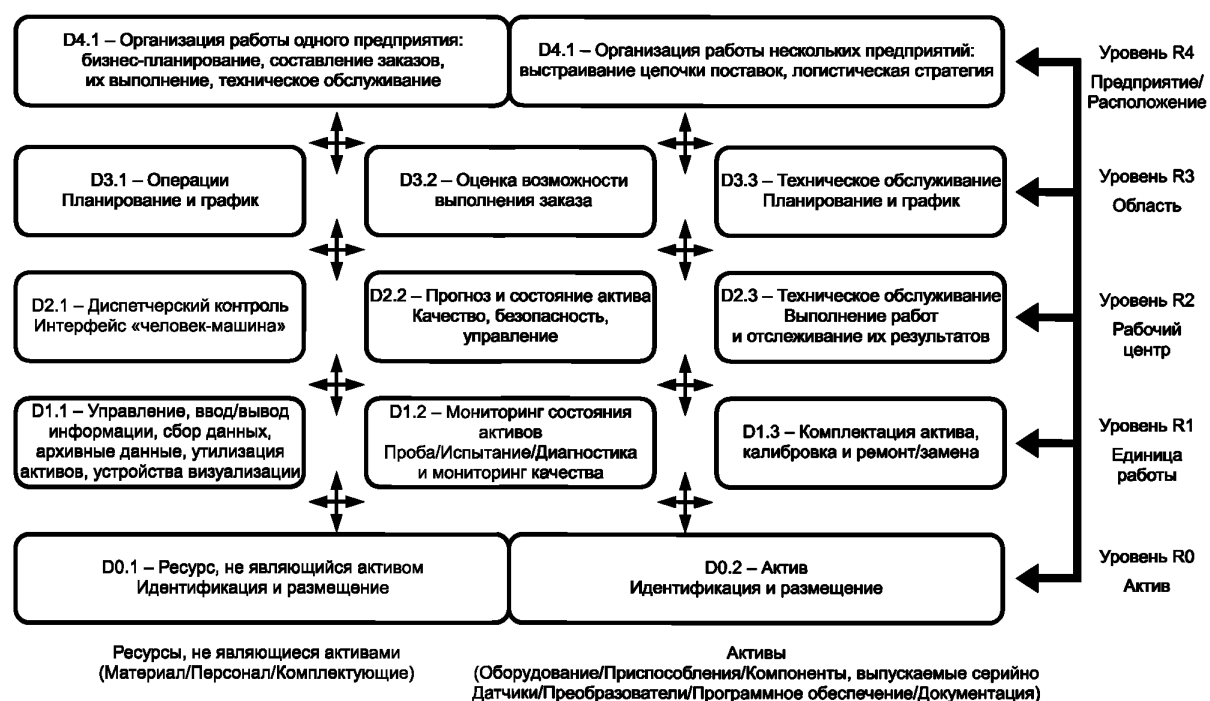 D4.1 – Организация работы одного предприятия:
бизнес-планирование, составление заказов,
их выполнение, техническое обслуживание
D4.1 – Организация работы нескольких предприятий:
выстраивание цепочки поставок, логистическая стратегия
Уровень R4
Предприятие/
Расположение
D3.1 – Операции
Планирование и график
D3.2 – Оценка возможности
выполнения заказа
D3.3 – Техническое обслуживание
Планирование и график
Уровень R3
Область
D2.1 – Диспетчерский контроль
Интерфейс «человек-машина»
D2.2 – Прогноз и состояние актива
Качество, безопасность,
управление
D2.3 – Техническое обслуживание
Выполнение работ
и отслеживание их результатов
Уровень R2
Рабочий
центр
D1.1 – Управление, ввод/вывод
информации, сбор данных,
архивные данные, утилизация
активов, устройства визуализации
D1.2 – Мониторинг состояния
активов
Проба/Испытание/Диагностика
и мониторинг качества
D1.3 – Комплектация актива,
калибровка и ремонт/замена
Уровень R1
Единица
работы
D0.1 – Ресурс, не являющийся активом
Идентификация и размещение
D0.2 – Актив
Идентификация и размещение
Уровень R0
Актив
Ресурсы, не являющиеся активами
(Материал/Персонал/Комплектующие)
Активы
(Оборудование/Приспособления/Компоненты, выпускаемые серийно
Датчики/Преобразователи/Программное обеспечение/Документация)